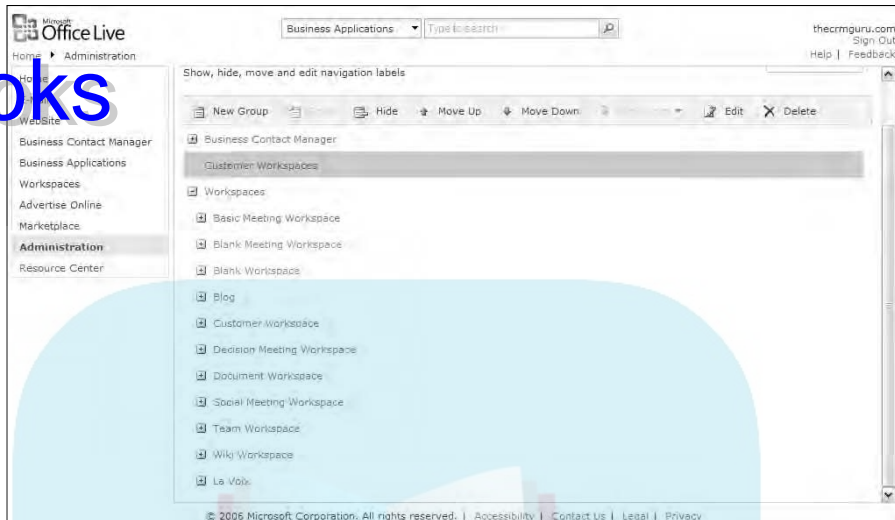 Microsoft
Office Live
Business Applications
Type to search
thecrmguru.com
Sign Out
Help | Feedback
Home ▸ Administration
oks
Home
E-Mail
WebSite
Business Contact Manager
Business Applications
Workspaces
Advertise Online
Marketplace
Administration
Resource Center
Show, hide, move and edit navigation labels
New Group
Hide
Move Up
Move Down
Edit
Delete
Business Contact Manager
Customer Workspaces
Workspaces
Basic Meeting Workspace
Blank Meeting Workspace
Blank Workspace
Blog
Customer Workspace
Decision Meeting Workspace
Document Workspace
Social Meeting Workspace
Team Workspace
Wiki Workspace
La Voix
© 2006 Microsoft Corporation. All rights reserved. | Accessibility | Contact Us | Legal | Privacy